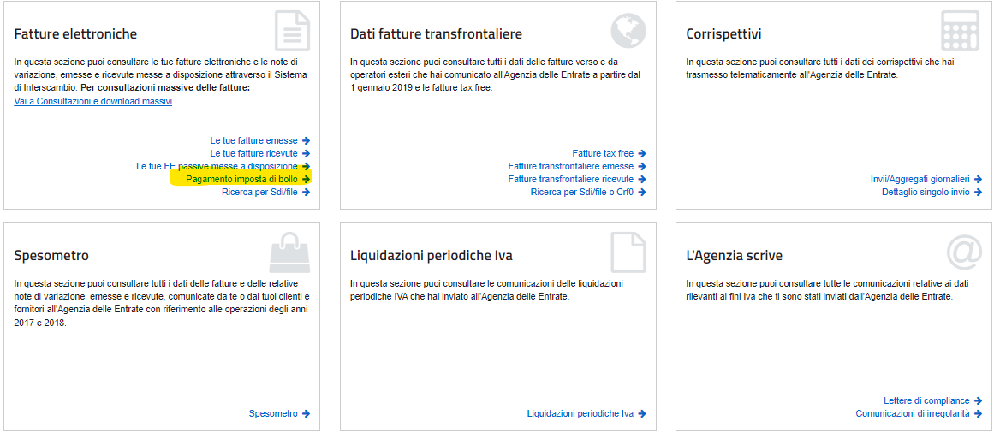 Fatture elettroniche
In questa sezione puoi consultare le tue fatture elettroniche e le note di
variazione, emesse e ricevute messe a disposizione attraverso il Sistema
di Interscambio. Per consultazioni massive delle fatture:
Vai a Consultazioni e download massivi.
Le tue fatture emesse
Le tue fatture ricevute
Le tue FE passive messe a disposizione
Pagamento imposta di bollo
Ricerca per Sdi/file
Dati fatture transfrontaliere
In questa sezione puoi consultare tutti i dati delle fatture verso e da
operatori esteri che hai comunicato all'Agenzia delle Entrate a partire dal
1 gennaio 2019 e le fatture tax free.
Fatture tax free
Fatture transfrontaliere emesse
Fatture transfrontaliere ricevute
Ricerca per Sdi/file o Crf0
Corrispettivi
In questa sezione puoi consultare tutti i dati dei corrispettivi che hai
trasmesso telematicamente all'Agenzia delle Entrate.
Invii/Aggregati giornalieri
Dettaglio singolo invio
Spesometro
In questa sezione puoi consultare tutti i dati delle fatture e delle relative
note di variazione, emesse e ricevute, comunicate da te o dai tuoi clienti e
fornitori all'Agenzia delle Entrate con riferimento alle operazioni degli anni
2017 e 2018.
Spesometro
Liquidazioni periodiche Iva
In questa sezione puoi consultare le comunicazioni delle liquidazioni
periodiche IVA che hai inviato all'Agenzia delle Entrate.
Liquidazioni periodiche Iva
L'Agenzia scrive
In questa sezione puoi consultare tutte le comunicazioni relative ai dati
rilevanti ai fini Iva che ti sono stati inviati dall'Agenzia delle Entrate.
Lettere di compliance
Comunicazioni di irregolarità